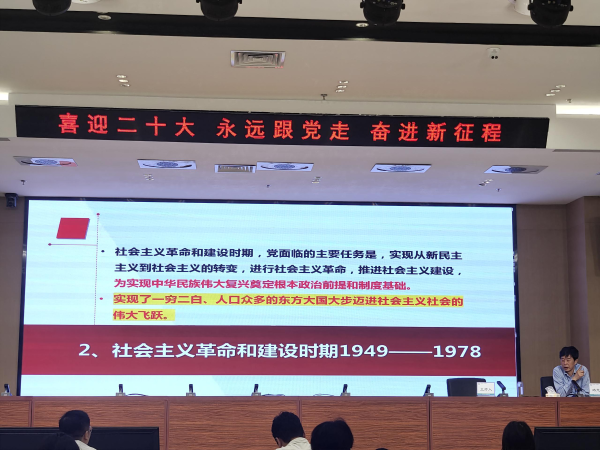 喜迎二十大 永远跟党走 奋进新征程
• 社会主义革命和建设时期，党面临的主要任务是，实现从新民主
主义到社会主义的转变，进行社会主义革命，推进社会主义建设，
为实现中华民族伟大复兴奠定根本政治前提和制度基础。
• 实现了一穷二白、人口众多的东方大国大步迈进社会主义社会的
伟大飞跃。
2、社会主义革命和建设时期1949——1978